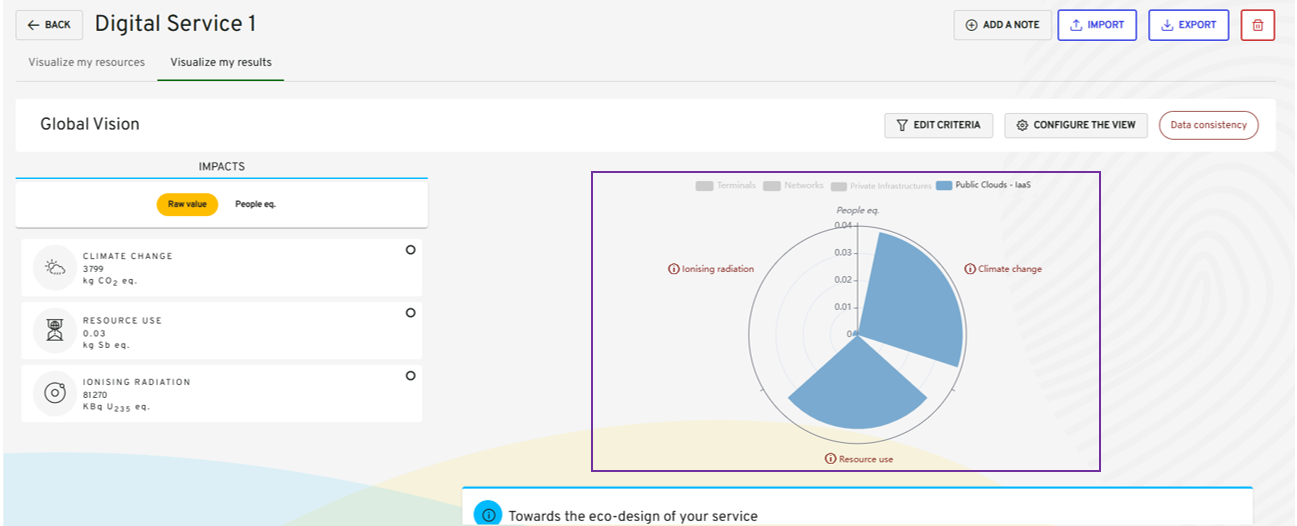 ← BACK Digital Service 1 ADD A NOTE IMPORT EXPORT
Visualize my resources Visualize my results
Global Vision EDIT CRITERIA CONFIGURE THE VIEW Data consistency
IMPACTS
Raw value People eq.
CLIMATE CHANGE
3799
kg CO2 eq.
RESOURCE USE
0.03
kg Sb eq.
IONISING RADIATION
81270
KBq U235 eq.
Terminals Networks Private Infrastructures Public Clouds - IaaS
People eq.
0.04
0.03
0.02
0.01
0
Ionising radiation
Climate change
Resource use
Towards the eco-design of your service